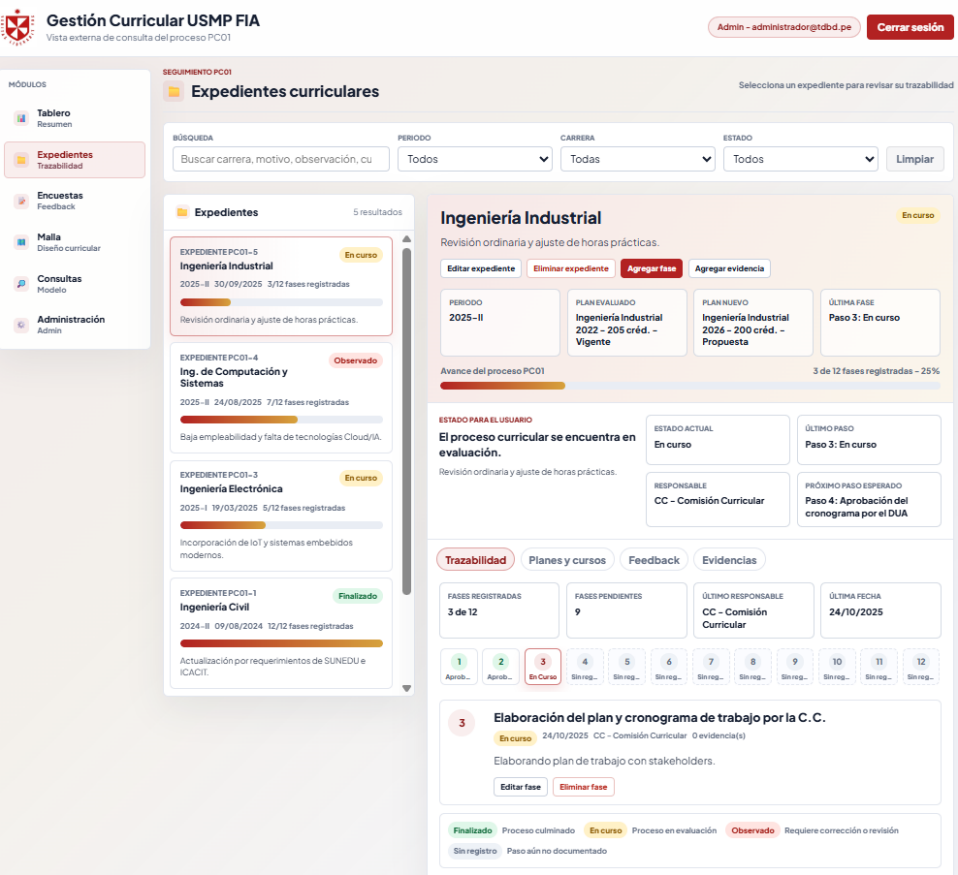 Gestión Curricular USMP FIA
Vista externa de consulta del proceso PC01
Admin - administrador@tdbd.pe
Cerrar sesión
MÓDULOS
Tablero
Resumen
Expedientes
Trazabilidad
Encuestas
Feedback
Malla
Diseño curricular
Consultas
Modelo
Administración
Admin
SEGUIMIENTO PC01
Expedientes curriculares
Selecciona un expediente para revisar su trazabilidad
BÚSQUEDA
Buscar carrera, motivo, observación, cu
PERIODO
Todos
CARRERA
Todas
ESTADO
Todos
Limpiar
Expedientes
5 resultados
EXPEDIENTE PC01-5
En curso
Ingeniería Industrial
2025-II 30/09/2025 3/12 fases registradas
Revisión ordinaria y ajuste de horas prácticas.
EXPEDIENTE PC01-4
Observado
Ing. de Computación y
Sistemas
2025-II 24/08/2025 7/12 fases registradas
Baja empleabilidad y falta de tecnologías Cloud/IA.
EXPEDIENTE PC01-3
En curso
Ingeniería Electrónica
2025-I 19/03/2025 5/12 fases registradas
Incorporación de IoT y sistemas embebidos
modernos.
EXPEDIENTE PC01-1
Finalizado
Ingeniería Civil
2024-II 09/08/2024 12/12 fases registradas
Actualización por requerimientos de SUNEDU e
ICACIT.
Ingeniería Industrial
En curso
Revisión ordinaria y ajuste de horas prácticas.
Editar expediente
Eliminar expediente
Agregar fase
Agregar evidencia
PERIODO
2025-II
PLAN EVALUADO
Ingeniería Industrial
2022 - 205 créd. -
Vigente
PLAN NUEVO
Ingeniería Industrial
2026 - 200 créd. -
Propuesta
ÚLTIMA FASE
Paso 3: En curso
Avance del proceso PC01
3 de 12 fases registradas - 25%
ESTADO PARA EL USUARIO
El proceso curricular se encuentra en
evaluación.
Revisión ordinaria y ajuste de horas prácticas.
ESTADO ACTUAL
En curso
ÚLTIMO PASO
Paso 3: En curso
RESPONSABLE
CC - Comisión Curricular
PRÓXIMO PASO ESPERADO
Paso 4: Aprobación del
cronograma por el DUA
Trazabilidad
Planes y cursos
Feedback
Evidencias
FASES REGISTRADAS
3 de 12
FASES PENDIENTES
9
ÚLTIMO RESPONSABLE
CC - Comisión
Curricular
ÚLTIMA FECHA
24/10/2025
1 2 3 4 5 6 7 8 9 10 11 12
Aprob... Aprob... En Curso Sin reg... Sin reg... Sin reg... Sin reg... Sin reg... Sin reg... Sin reg... Sin reg... Sin reg...
3
Elaboración del plan y cronograma de trabajo por la C.C.
En curso 24/10/2025 CC - Comisión Curricular 0 evidencia(s)
Elaborando plan de trabajo con stakeholders.
Editar fase
Eliminar fase
Finalizado Proceso culminado En curso Proceso en evaluación Observado Requiere corrección o revisión
Sin registro Paso aún no documentado